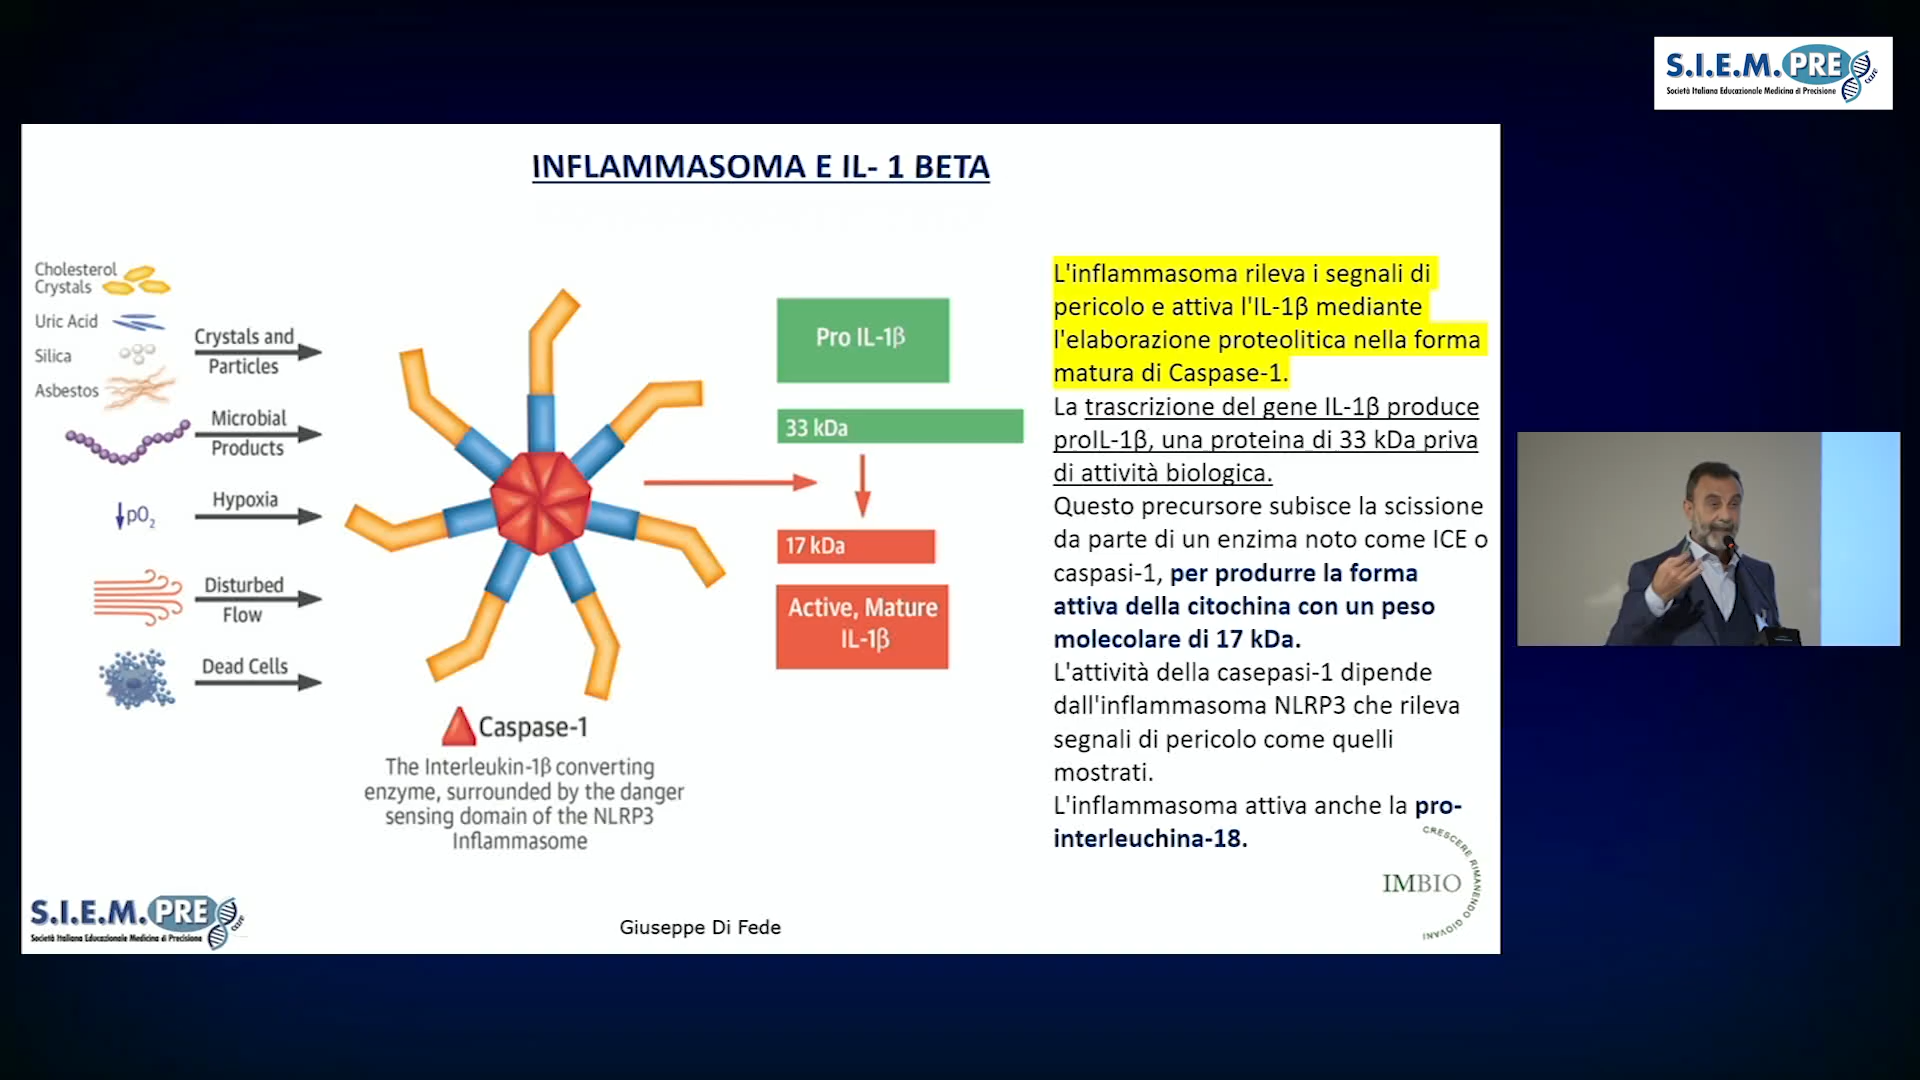 S.I.E.M.PRE
care
Società Italiana Educazionale Medicina di Precisione
INFLAMMASOMA E IL- 1 BETA
Cholesterol
Crystals
Uric Acid
Silica
Asbestos
Crystals and
Particles
Microbial
Products
↓pO2
Hypoxia
Disturbed
Flow
Dead Cells
Caspase-1
The Interleukin-1β converting
enzyme, surrounded by the danger
sensing domain of the NLRP3
Inflammasome
Pro IL-1β
33 kDa
17 kDa
Active, Mature
IL-1β
L'inflammasoma rileva i segnali di
pericolo e attiva l'IL-1β mediante
l'elaborazione proteolitica nella forma
matura di Caspase-1.
La trascrizione del gene IL-1β produce
proIL-1β, una proteina di 33 kDa priva
di attività biologica.
Questo precursore subisce la scissione
da parte di un enzima noto come ICE o
caspasi-1, per produrre la forma
attiva della citochina con un peso
molecolare di 17 kDa.
L'attività della casepasi-1 dipende
dall'inflammasoma NLRP3 che rileva
segnali di pericolo come quelli
mostrati.
L'inflammasoma attiva anche la pro-
interleuchina-18.
CRESCERE RIMANENDO GIOVANI
IMBIO
S.I.E.M.PRE
care
Società Italiana Educazionale Medicina di Precisione
Giuseppe Di Fede